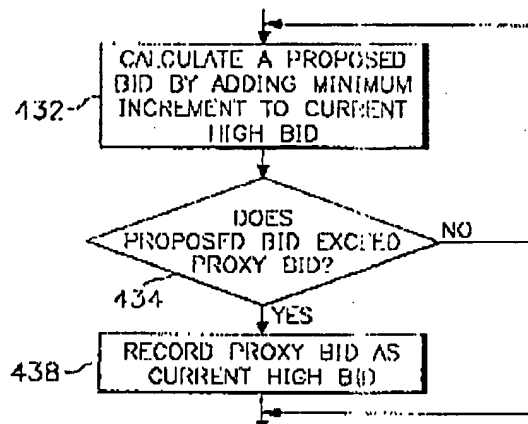 CALCULATE A PROPOSED
BID BY ADDING MINIMUM
INCREMENT TO CURRENT
HIGH BID
432
DOES
PROPOSED BID EXCEED
PROXY BID?
NO
434
YES
RECORD PROXY BID AS
CURRENT HIGH BID
438